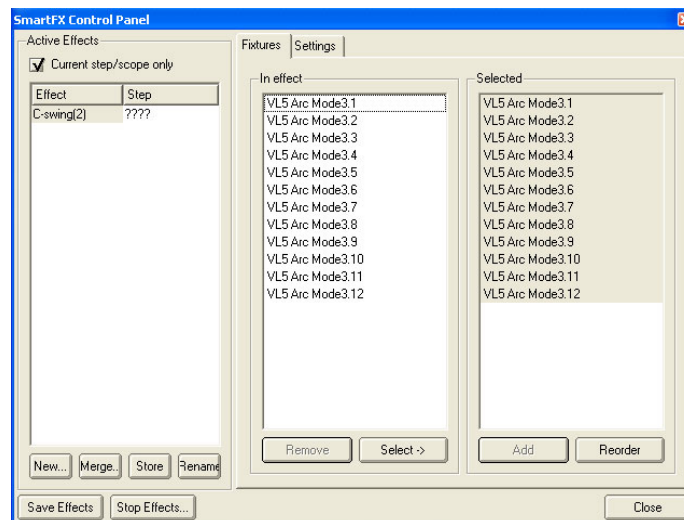 SmartFX Control Panel
Active Effects
Current step/scope only
Effect Step
C-swing(2) ????
New... Merge.. Store Rename
Save Effects Stop Effects...
Fixtures Settings
In effect
VL5 Arc Mode3.1
VL5 Arc Mode3.2
VL5 Arc Mode3.3
VL5 Arc Mode3.4
VL5 Arc Mode3.5
VL5 Arc Mode3.6
VL5 Arc Mode3.7
VL5 Arc Mode3.8
VL5 Arc Mode3.9
VL5 Arc Mode3.10
VL5 Arc Mode3.11
VL5 Arc Mode3.12
Remove Select ->
Selected
VL5 Arc Mode3.1
VL5 Arc Mode3.2
VL5 Arc Mode3.3
VL5 Arc Mode3.4
VL5 Arc Mode3.5
VL5 Arc Mode3.6
VL5 Arc Mode3.7
VL5 Arc Mode3.8
VL5 Arc Mode3.9
VL5 Arc Mode3.10
VL5 Arc Mode3.11
VL5 Arc Mode3.12
Add Reorder
Close